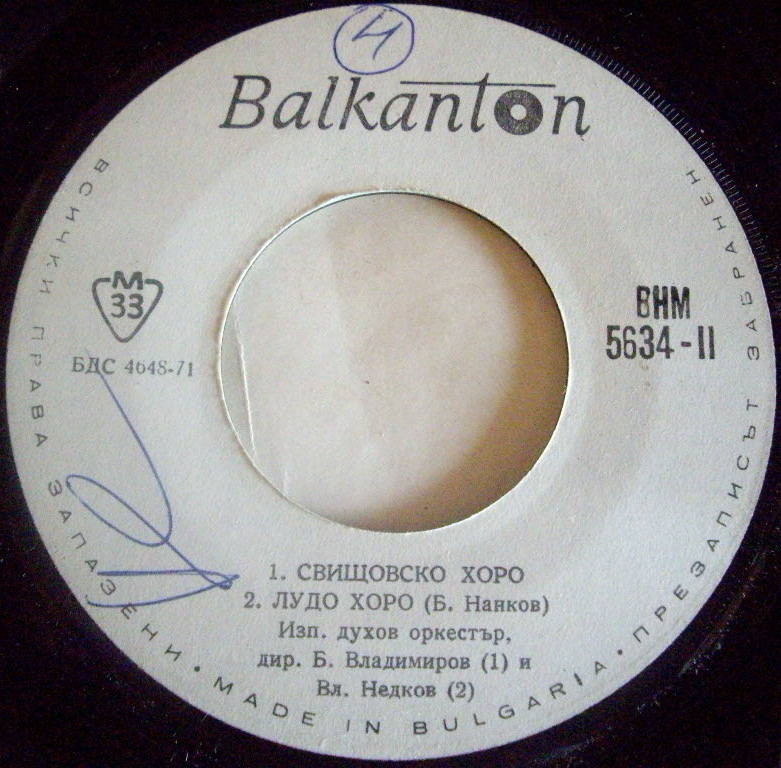 4
Balkanton
ВСИЧКИ ПРАВА ЗАПАЗЕНИ • MADE IN BULGARIA • ПРЕЗАПИСЪТ ЗАБРАНЕН
M
33
БДС 4648-71
ВНМ
5634-II
1. СВИЩОВСКО ХОРО
2. ЛУДО ХОРО (Б. Нанков)
Изп. духов оркестър,
дир. Б. Владимиров (1) и
Вл. Недков (2)